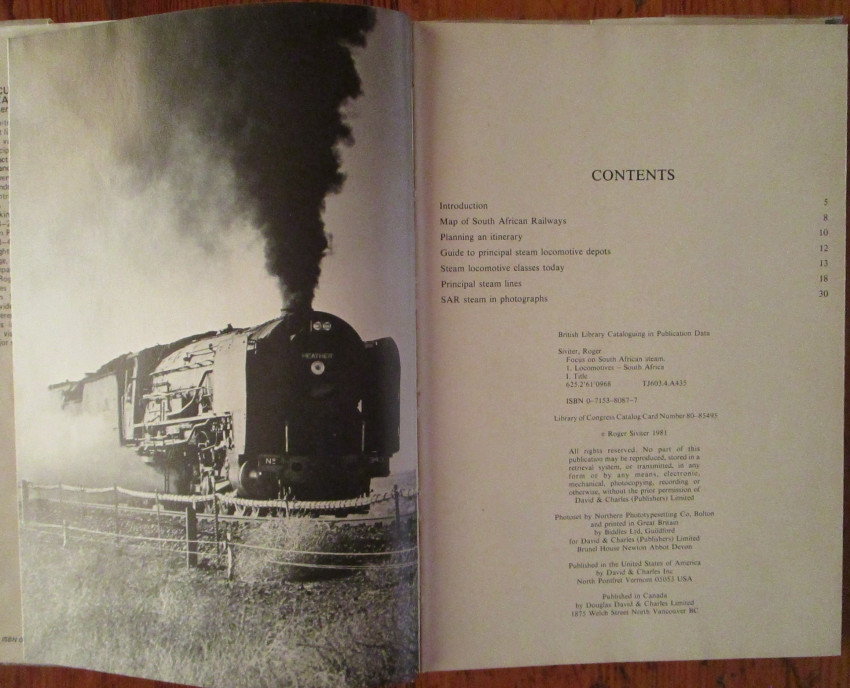 HEATHER
No
ISBN 0
CONTENTS
Introduction 5
Map of South African Railways 8
Planning an itinerary 10
Guide to principal steam locomotive depots 12
Steam locomotive classes today 13
Principal steam lines 18
SAR steam in photographs 30
British Library Cataloguing in Publication Data
Siviter, Roger
Focus on South African steam.
1. Locomotives – South Africa
I. Title
625.2'61'0968 TJ603.4.A435
ISBN 0-7153-8087-7
Library of Congress Catalog Card Number 80-83495
© Roger Siviter 1981
All rights reserved. No part of this
publication may be reproduced, stored in a
retrieval system, or transmitted, in any
form or by any means, electronic,
mechanical, photocopying, recording or
otherwise, without the prior permission of
David & Charles (Publishers) Limited
Photoset by Northern Phototypesetting Co, Bolton
and printed in Great Britain
by Biddles Ltd, Guildford
for David & Charles (Publishers) Limited
Brunel House Newton Abbot Devon
Published in the United States of America
by David & Charles Inc
North Pomfret Vermont 05053 USA
Published in Canada
by Douglas David & Charles Limited
1875 Welch Street North Vancouver BC